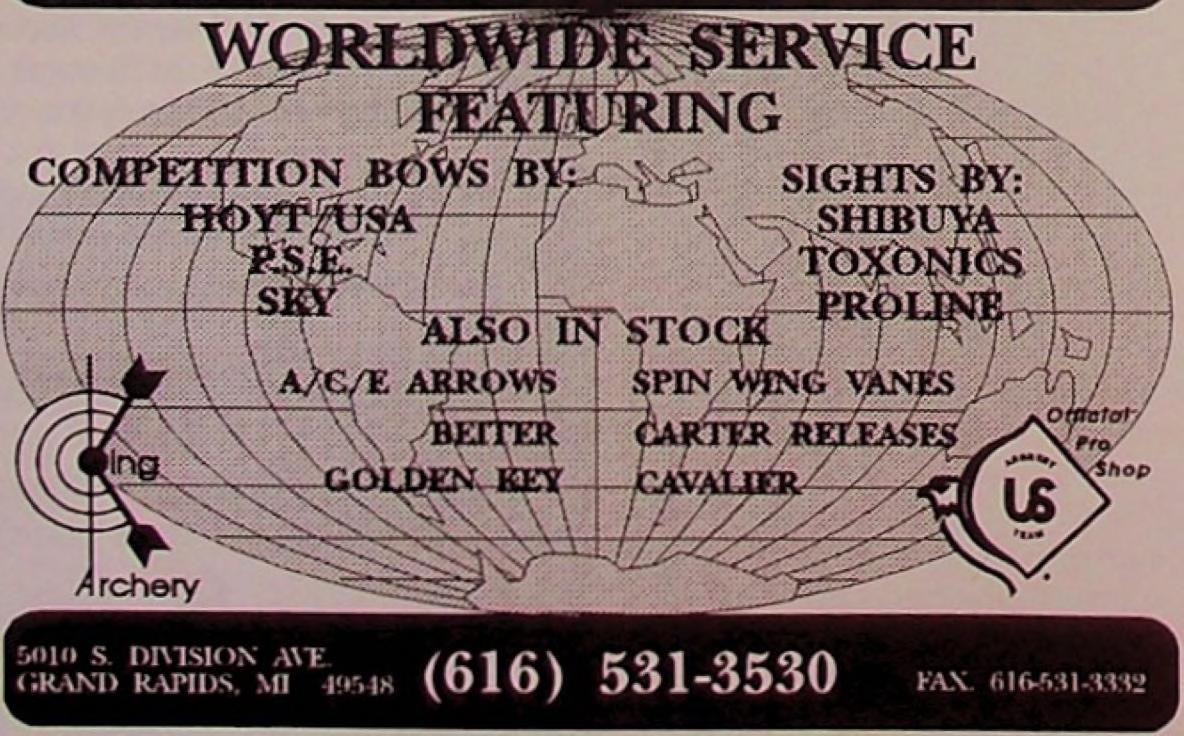 WORLDWIDE SERVICE
FEATURING
COMPETITION BOWS BY:
HOYT/USA
P.S.E.
SKY
SIGHTS BY:
SHIBUYA
TOXONICS
PROLINE
ALSO IN STOCK
A/C/E ARROWS SPIN WING VANES
BEITER CARTER RELEASES
GOLDEN KEY CAVALIER
ing
Archery
Official
Pro
Shop
ARCHERY
US
TEAM
5010 S. DIVISION AVE.
GRAND RAPIDS, MI 49548
(616) 531-3530
FAX. 616-531-3332